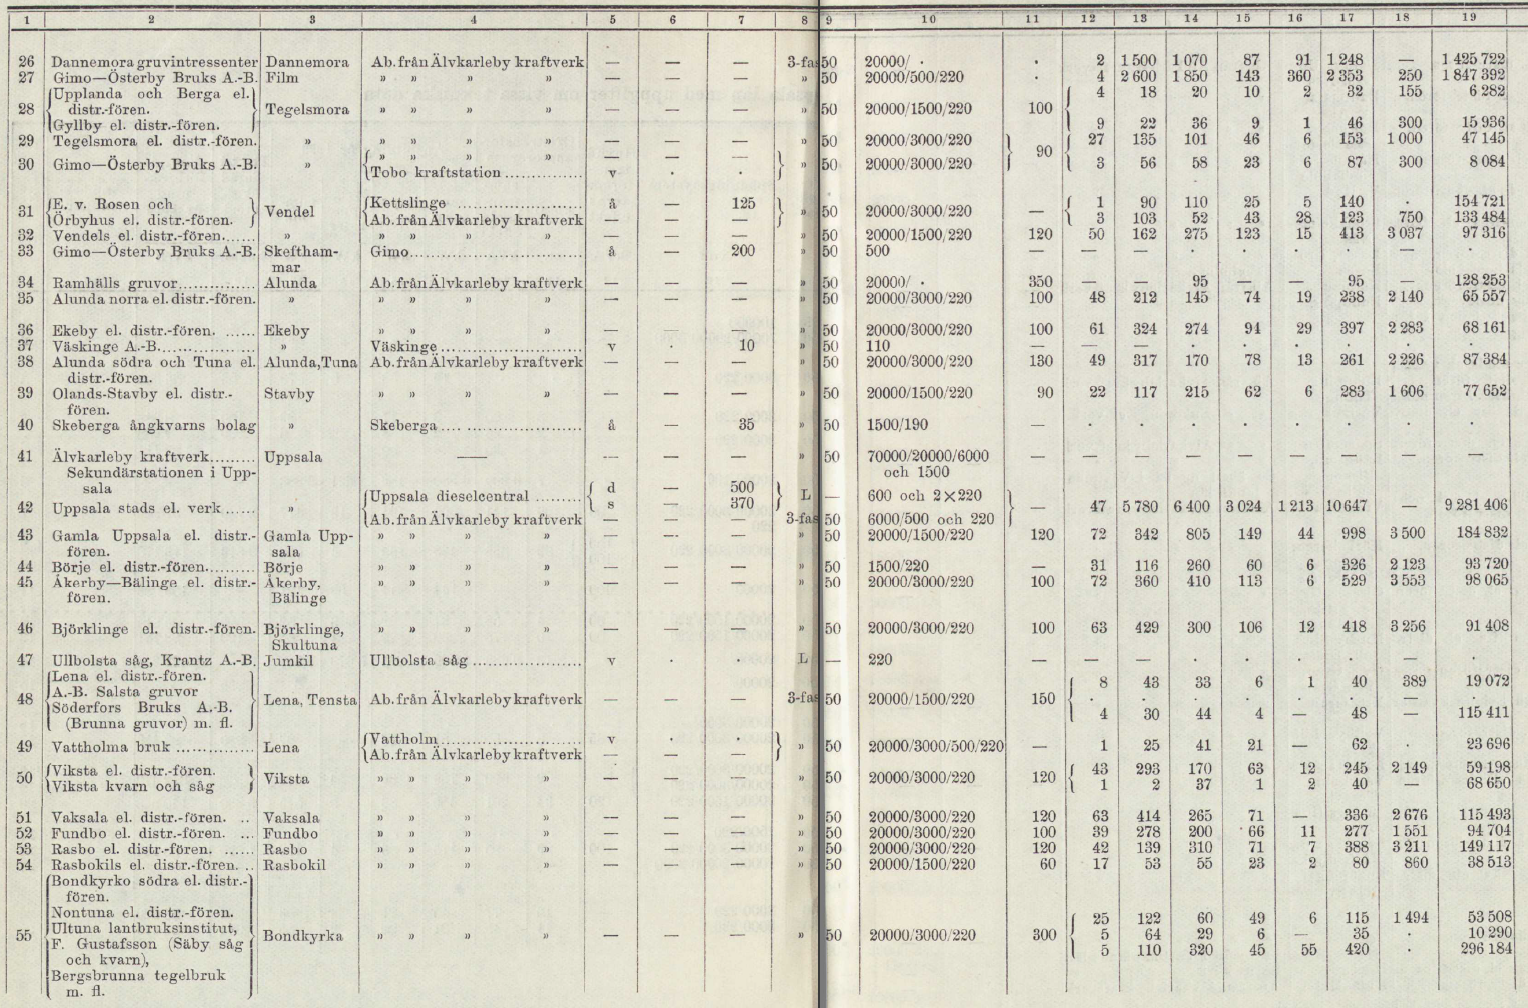 1 2 3 4 5 6 7 8 9 10 11 12 13 14 15 16 17 18 19
26 Dannemora gruvintressenter Dannemora Ab. från Älvkarleby kraftverk — — — 3-fas 50 20000/ · · 2 1 500 1 070 87 91 1 248 — 1 425 722
27 Gimo—Österby Bruks A.-B. Film » » » » — — — » 50 20000/500/220 · 4 2 600 1 850 143 360 2 353 250 1 847 392
Upplanda och Berga el. 4 18 20 10 2 32 155 6 282
28 distr.-fören. Tegelsmora » » » » — — — » 50 20000/1500/220 100
Gyllby el. distr.-fören. 9 22 36 9 1 46 300 15 936
29 Tegelsmora el. distr.-fören. » » » » » — — — » 50 20000/3000/220 90 27 135 101 46 6 153 1 000 47 145
30 Gimo—Österby Bruks A.-B. » » » » » — — — » 50 20000/3000/220 3 56 58 23 6 87 300 8 084
Tobo kraftstation v · ·
31 E. v. Rosen och Vendel Kettslinge å — 125 » 50 20000/3000/220 — 1 90 110 25 5 140 · 154 721
Örbyhus el. distr.-fören. Ab. från Älvkarleby kraftverk — — — 3 103 52 43 28 123 750 133 484
32 Vendels el. distr.-fören. » » » » » — — — » 50 20000/1500/220 120 50 162 275 123 15 413 3 037 97 316
33 Gimo—Österby Bruks A.-B. Skefthammar Gimo å — 200 » 50 500 — — — · · · · — ·
34 Ramhälls gruvor Alunda Ab. från Älvkarleby kraftverk — — — » 50 20000/ · 350 — — 95 — — 95 — 128 253
35 Alunda norra el. distr.-fören. » » » » » — — — » 50 20000/3000/220 100 48 212 145 74 19 238 2 140 65 557
36 Ekeby el. distr.-fören. Ekeby » » » » — — — » 50 20000/3000/220 100 61 324 274 94 29 397 2 283 68 161
37 Väskinge A.-B. » Väskinge v · 10 » 50 110 — — — · · · · · ·
38 Alunda södra och Tuna el. Alunda, Tuna Ab. från Älvkarleby kraftverk — — — » 50 20000/3000/220 130 49 317 170 78 13 261 2 226 87 384
distr.-fören.
39 Olands-Stavby el. distr.- Stavby » » » » — — — » 50 20000/1500/220 90 22 117 215 62 6 283 1 606 77 652
fören.
40 Skeberga ångkvarns bolag » Skeberga å — 35 » 50 1500/190 — · · · · · · · ·
41 Älvkarleby kraftverk Uppsala — — — — » 50 70000/20000/6000 — — — — — — — — —
Sekundärstationen i Upp- och 1500
sala
Uppsala dieselcentral d — 500 L — 600 och 2×220
42 Uppsala stads el. verk » s — 370 — 47 5 780 6 400 3 024 1 213 10 647 — 9 281 406
Ab. från Älvkarleby kraftverk — — — 3-fas 50 6000/500 och 220
43 Gamla Uppsala el. distr.- Gamla Upp- » » » » — — — » 50 20000/1500/220 120 72 342 805 149 44 998 3 500 184 832
fören. sala
44 Börje el. distr.-fören. Börje » » » » — — — » 50 1500/220 — 31 116 260 60 6 326 2 123 93 720
45 Åkerby—Bälinge el. distr.- Åkerby, » » » » — — — » 50 20000/3000/220 100 72 360 410 113 6 529 3 553 98 065
fören. Bälinge
46 Björklinge el. distr.-fören. Björklinge, » » » » — — — » 50 20000/3000/220 100 63 429 300 106 12 418 3 256 91 408
Skultuna
47 Ullbolsta såg, Krantz A.-B. Jumkil Ullbolsta såg v · · L — 220 — — — · · · · — ·
Lena el. distr.-fören. 8 43 33 6 1 40 389 19 072
48 A.-B. Salsta gruvor Lena, Tensta Ab. från Älvkarleby kraftverk — — — 3-fas 50 20000/1500/220 150 · · · · · · — ·
Söderfors Bruks A.-B. 4 30 44 4 — 48 — 115 411
(Brunna gruvor) m. fl.
49 Vattholma bruk Lena Vattholm v · · » 50 20000/3000/500/220 — 1 25 41 21 — 62 · 23 696
Ab. från Älvkarleby kraftverk — — —
50 Viksta el. distr.-fören. Viksta » » » » — — — » 50 20000/3000/220 120 43 293 170 63 12 245 2 149 59 198
Viksta kvarn och såg 1 2 37 1 2 40 — 68 650
51 Vaksala el. distr.-fören. Vaksala » » » » — — — » 50 20000/3000/220 120 63 414 265 71 — 336 2 676 115 493
52 Fundbo el. distr.-fören. Fundbo » » » » — — — » 50 20000/3000/220 100 39 278 200 66 11 277 1 551 94 704
53 Rasbo el. distr.-fören. Rasbo » » » » — — — » 50 20000/3000/220 120 42 139 310 71 7 388 3 211 149 117
54 Rasbokils el. distr.-fören. Rasbokil » » » » — — — » 50 20000/1500/220 60 17 53 55 23 2 80 860 38 513
Bondkyrko södra el. distr.-
fören.
Nontuna el. distr.-fören. 25 122 60 49 6 115 1 494 53 508
55 Ultuna lantbruksinstitut, Bondkyrka » » » » — — — » 50 20000/3000/220 300 5 64 29 6 — 35 · 10 290
F. Gustafsson (Säby såg 5 110 320 45 55 420 · 296 184
och kvarn),
Bergsbrunna tegelbruk
m. fl.